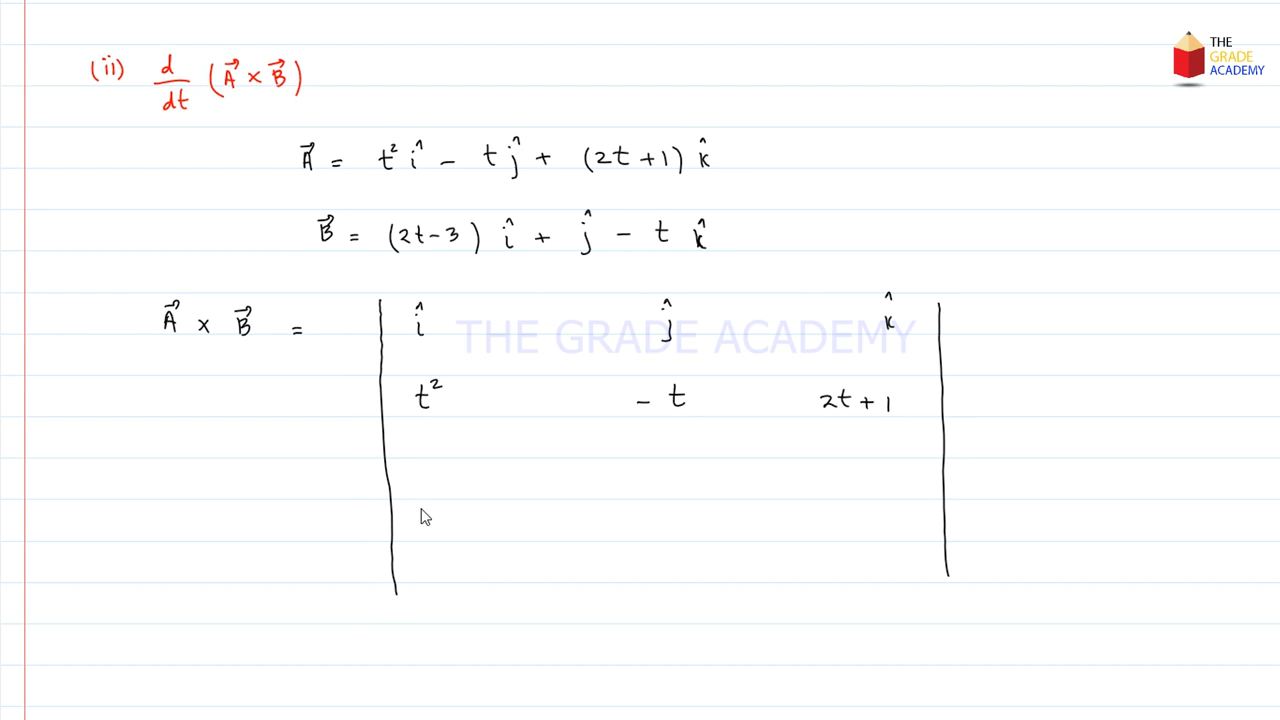 THE
GRADE
ACADEMY
(ii) d/dt (A⃗ × B⃗)
A⃗ = t² î - t ĵ + (2t + 1) k̂
B⃗ = (2t - 3) î + ĵ - t k̂
A⃗ × B⃗ = | î ĵ k̂ |
THE GRADE ACADEMY
t² - t 2t + 1